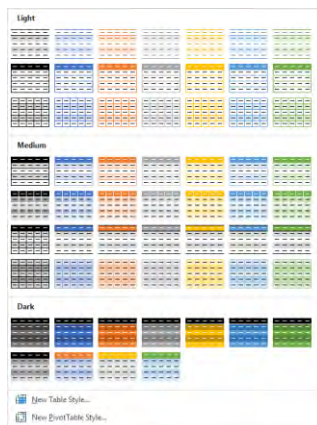 Light
Medium
Dark
New Table Style...
New PivotTable Style...